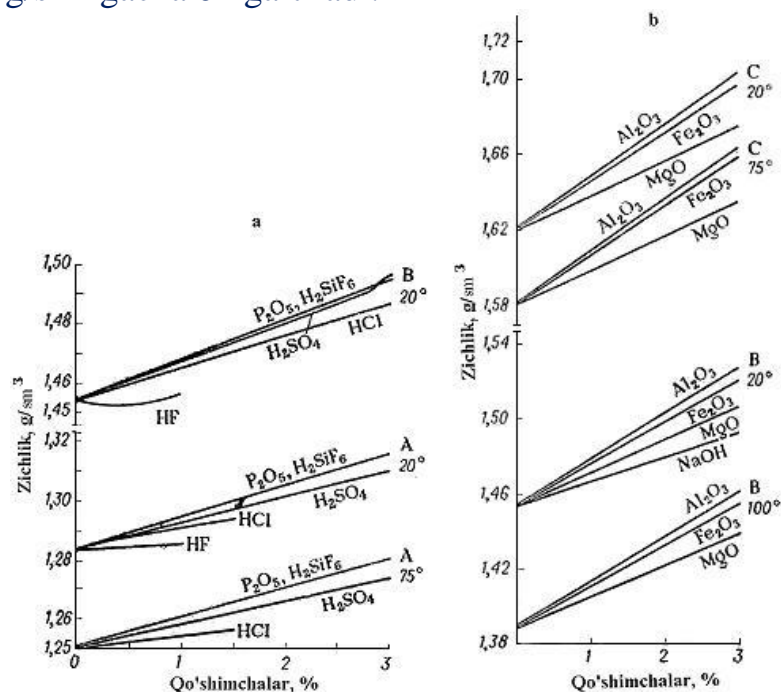 b
1,72
1,70
C
20°
Al₂O₃
Fe₂O₃
1,66
MgO
C
75°
1,62
Al₂O₃
Fe₂O₃
MgO
1,58
1,54
B
20°
Al₂O₃
Fe₂O₃
MgO
NaOH
1,50
1,46
B
100°
Al₂O₃
Fe₂O₃
MgO
1,42
1,38
1
2
3
Zichlik, g/sm³
Qo'shimchalar, %
a
1,50
B
20°
P₂O₅, H₂SiF₆
HCl
H₂SO₄
1,48
1,46
1,45
HF
1,32
A
20°
P₂O₅, H₂SiF₆
H₂SO₄
1,30
HCl
HF
1,28
A
75°
P₂O₅, H₂SiF₆
H₂SO₄
HCl
1,26
1,25
0
1
2
3
Zichlik, g/sm³
Qo'shimchalar, %